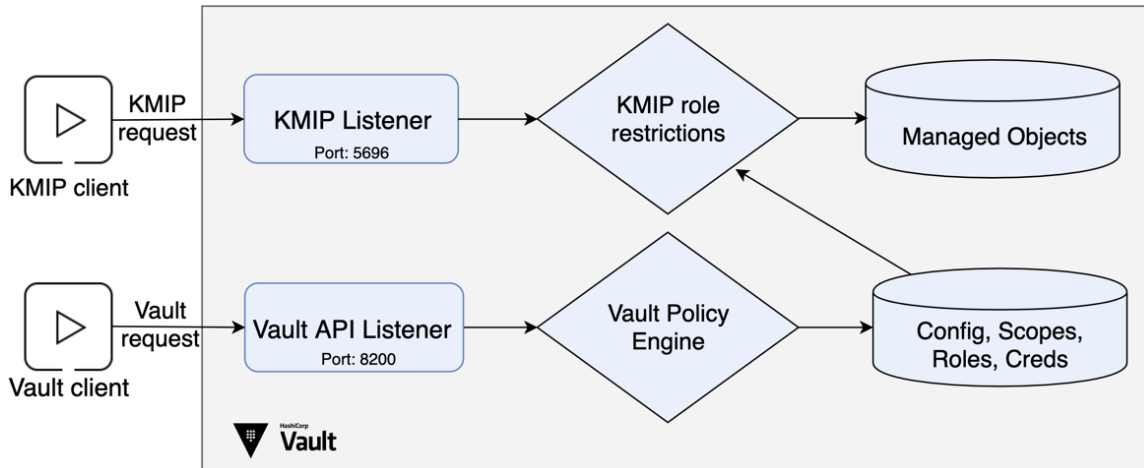 KMIP
request
KMIP Listener
Port: 5696
KMIP role
restrictions
Managed Objects
KMIP client
Vault
request
Vault API Listener
Port: 8200
Vault Policy
Engine
Config, Scopes,
Roles, Creds
Vault client
HashiCorp
Vault